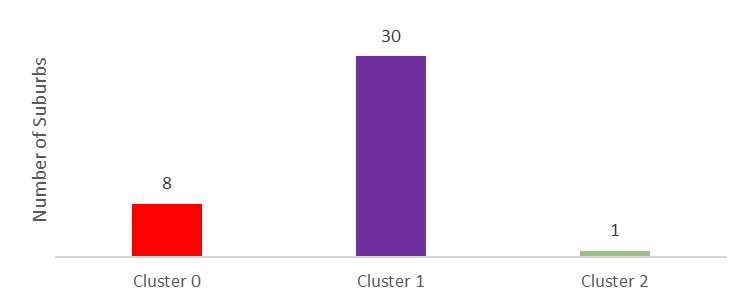 Number of Suburbs
30
8
1
Cluster 0
Cluster 1
Cluster 2